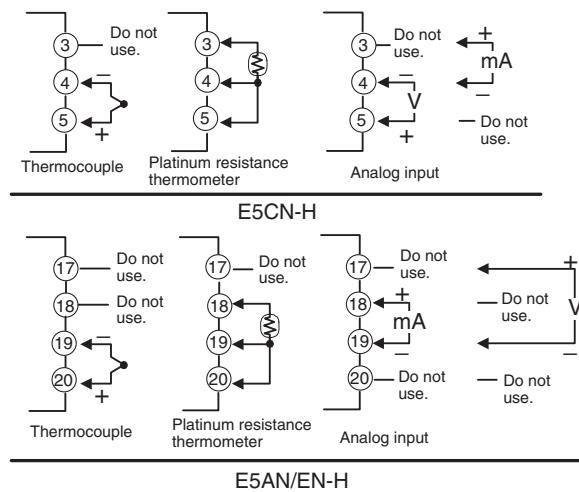 3
Do not
use.
4
−
5
+
Thermocouple
3
4
5
Platinum resistance
thermometer
3
Do not
use.
4
−
V
5
+
+
mA
−
Do not
use.
Analog input
E5CN-H
17
Do not
use.
18
Do not
use.
19
−
20
+
Thermocouple
17
Do not
use.
18
19
20
Platinum resistance
thermometer
17
Do not
use.
18
+
mA
19
−
20
Do not
use.
+
Do not
use.
V
−
Do not
use.
Analog input
E5AN/EN-H